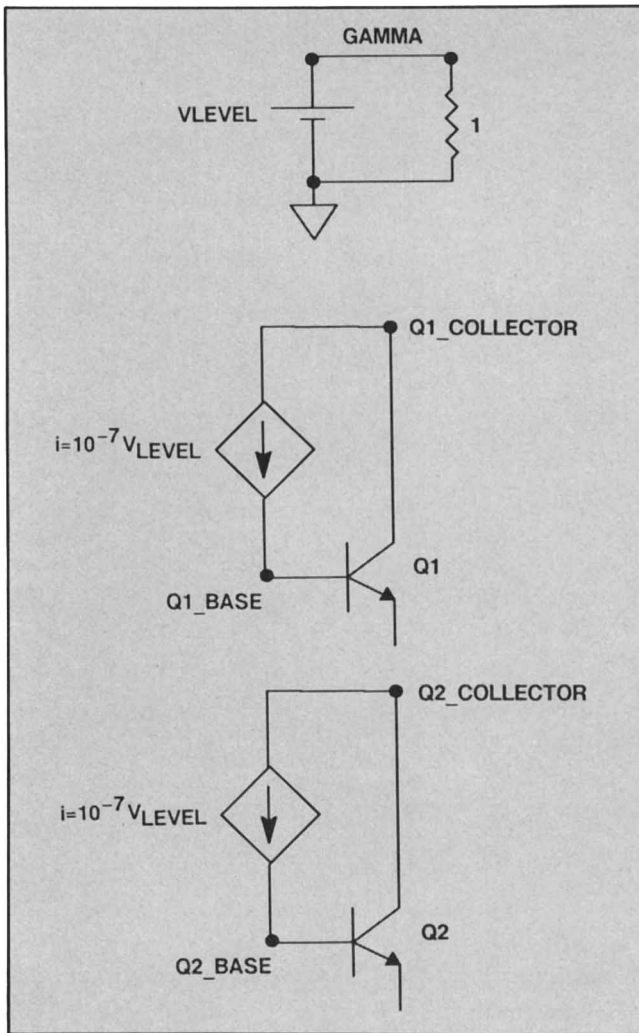 GAMMA
VLEVEL
1
Q1_COLLECTOR
i=10⁻⁷ VLEVEL
Q1
Q1_BASE
Q2_COLLECTOR
i=10⁻⁷ VLEVEL
Q2
Q2_BASE